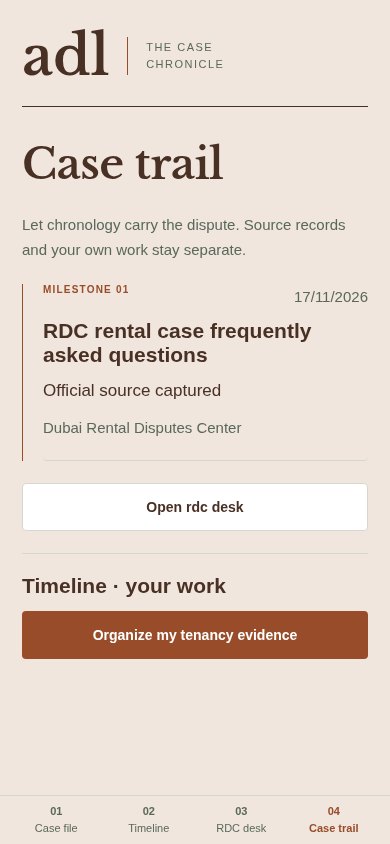 adl
THE CASE
CHRONICLE
Case trail
Let chronology carry the dispute. Source records
and your own work stay separate.
MILESTONE 01
17/11/2026
RDC rental case frequently
asked questions
Official source captured
Dubai Rental Disputes Center
Open rdc desk
Timeline · your work
Organize my tenancy evidence
01 02 03 04
Case file Timeline RDC desk Case trail